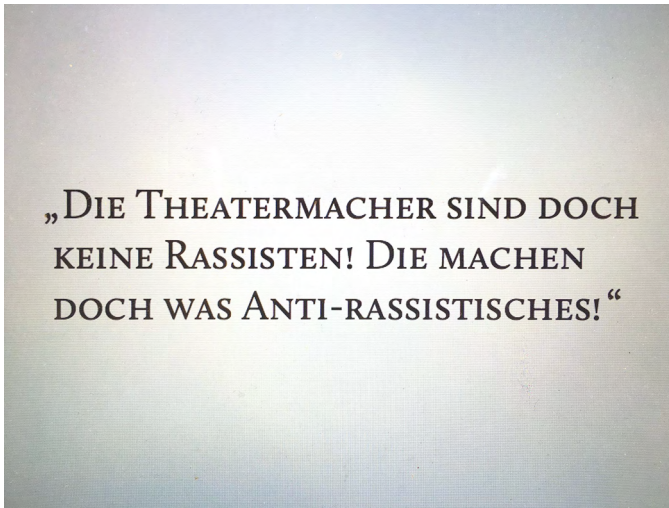 „Die Theatermacher sind doch
keine Rassisten! Die machen
doch was Anti-rassistisches!“